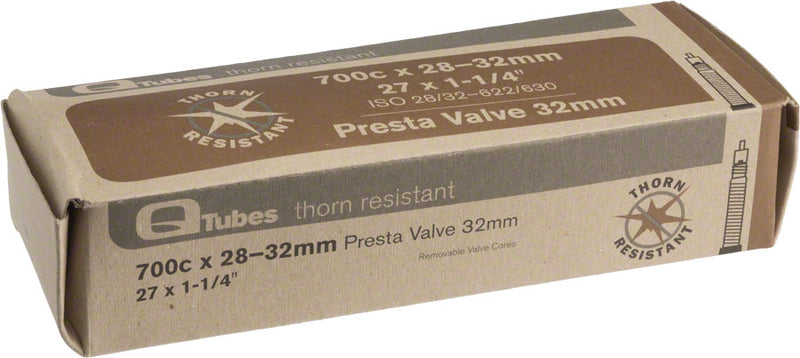 Q Tubes thorn resistant
THORN
RESISTANT
700c x 28–32mm
27 x 1-1/4"
ISO 28/32–622/630
Presta Valve 32mm
Q Tubes thorn resistant
700c x 28–32mm Presta Valve 32mm
27 x 1-1/4"
Removable Valve Cores
THORN
RESISTANT